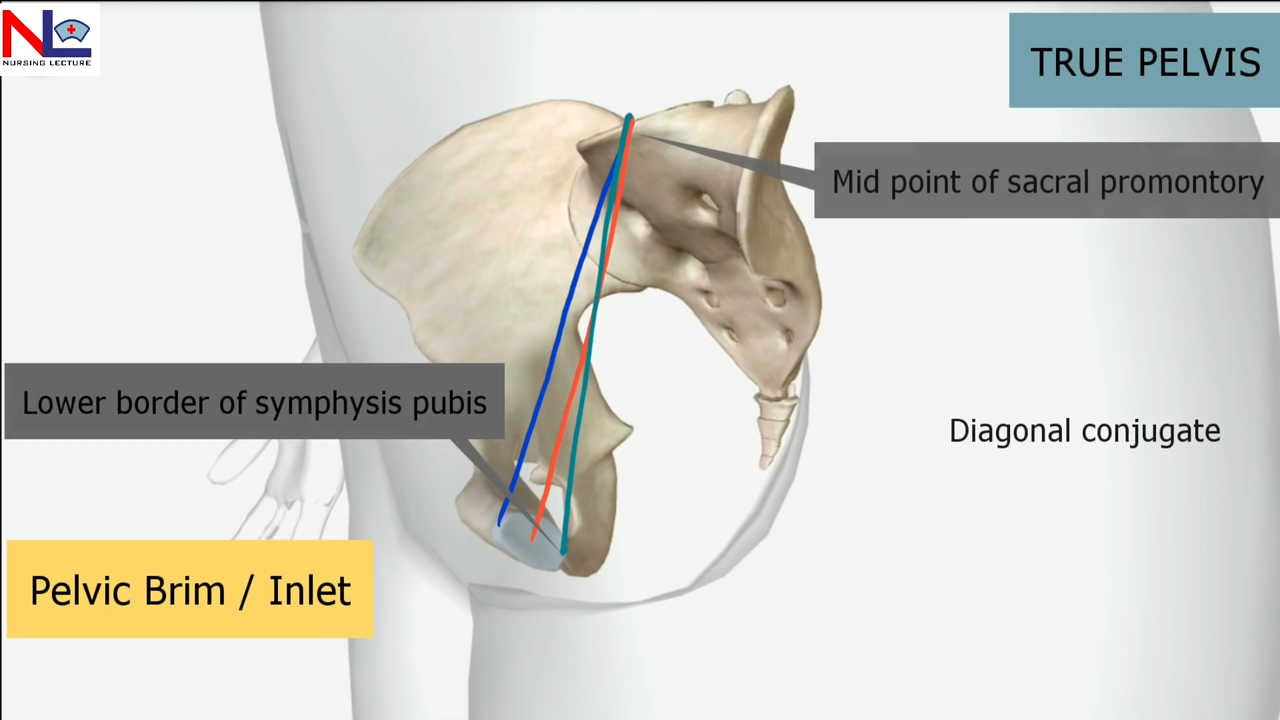 NL
NURSING LECTURE
TRUE PELVIS
Mid point of sacral promontory
Lower border of symphysis pubis
Diagonal conjugate
Pelvic Brim / Inlet